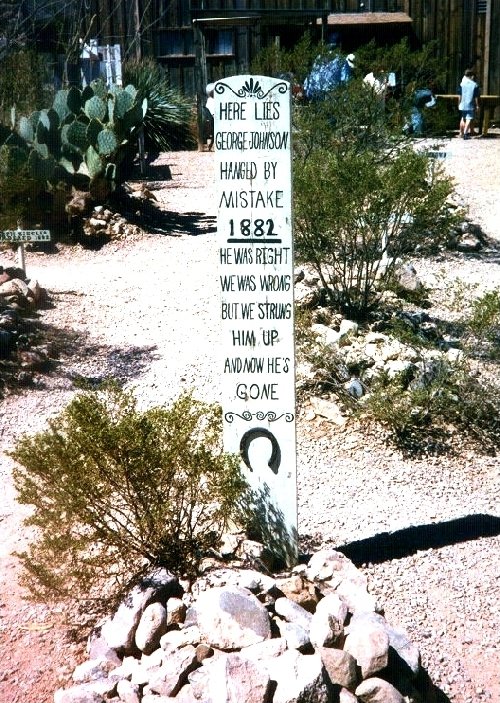 HERE LIES
GEORGE JOHNSON
HANGED BY
MISTAKE
1882
HE WAS RIGHT
WE WAS WRONG
BUT WE STRUNG
HIM UP
AND NOW HE'S
GONE